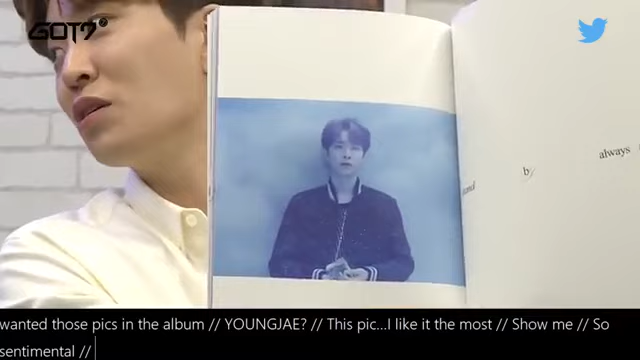 GOT7
and
by
always
wanted those pics in the album // YOUNGJAE? // This pic...I like it the most // Show me // So
sentimental //